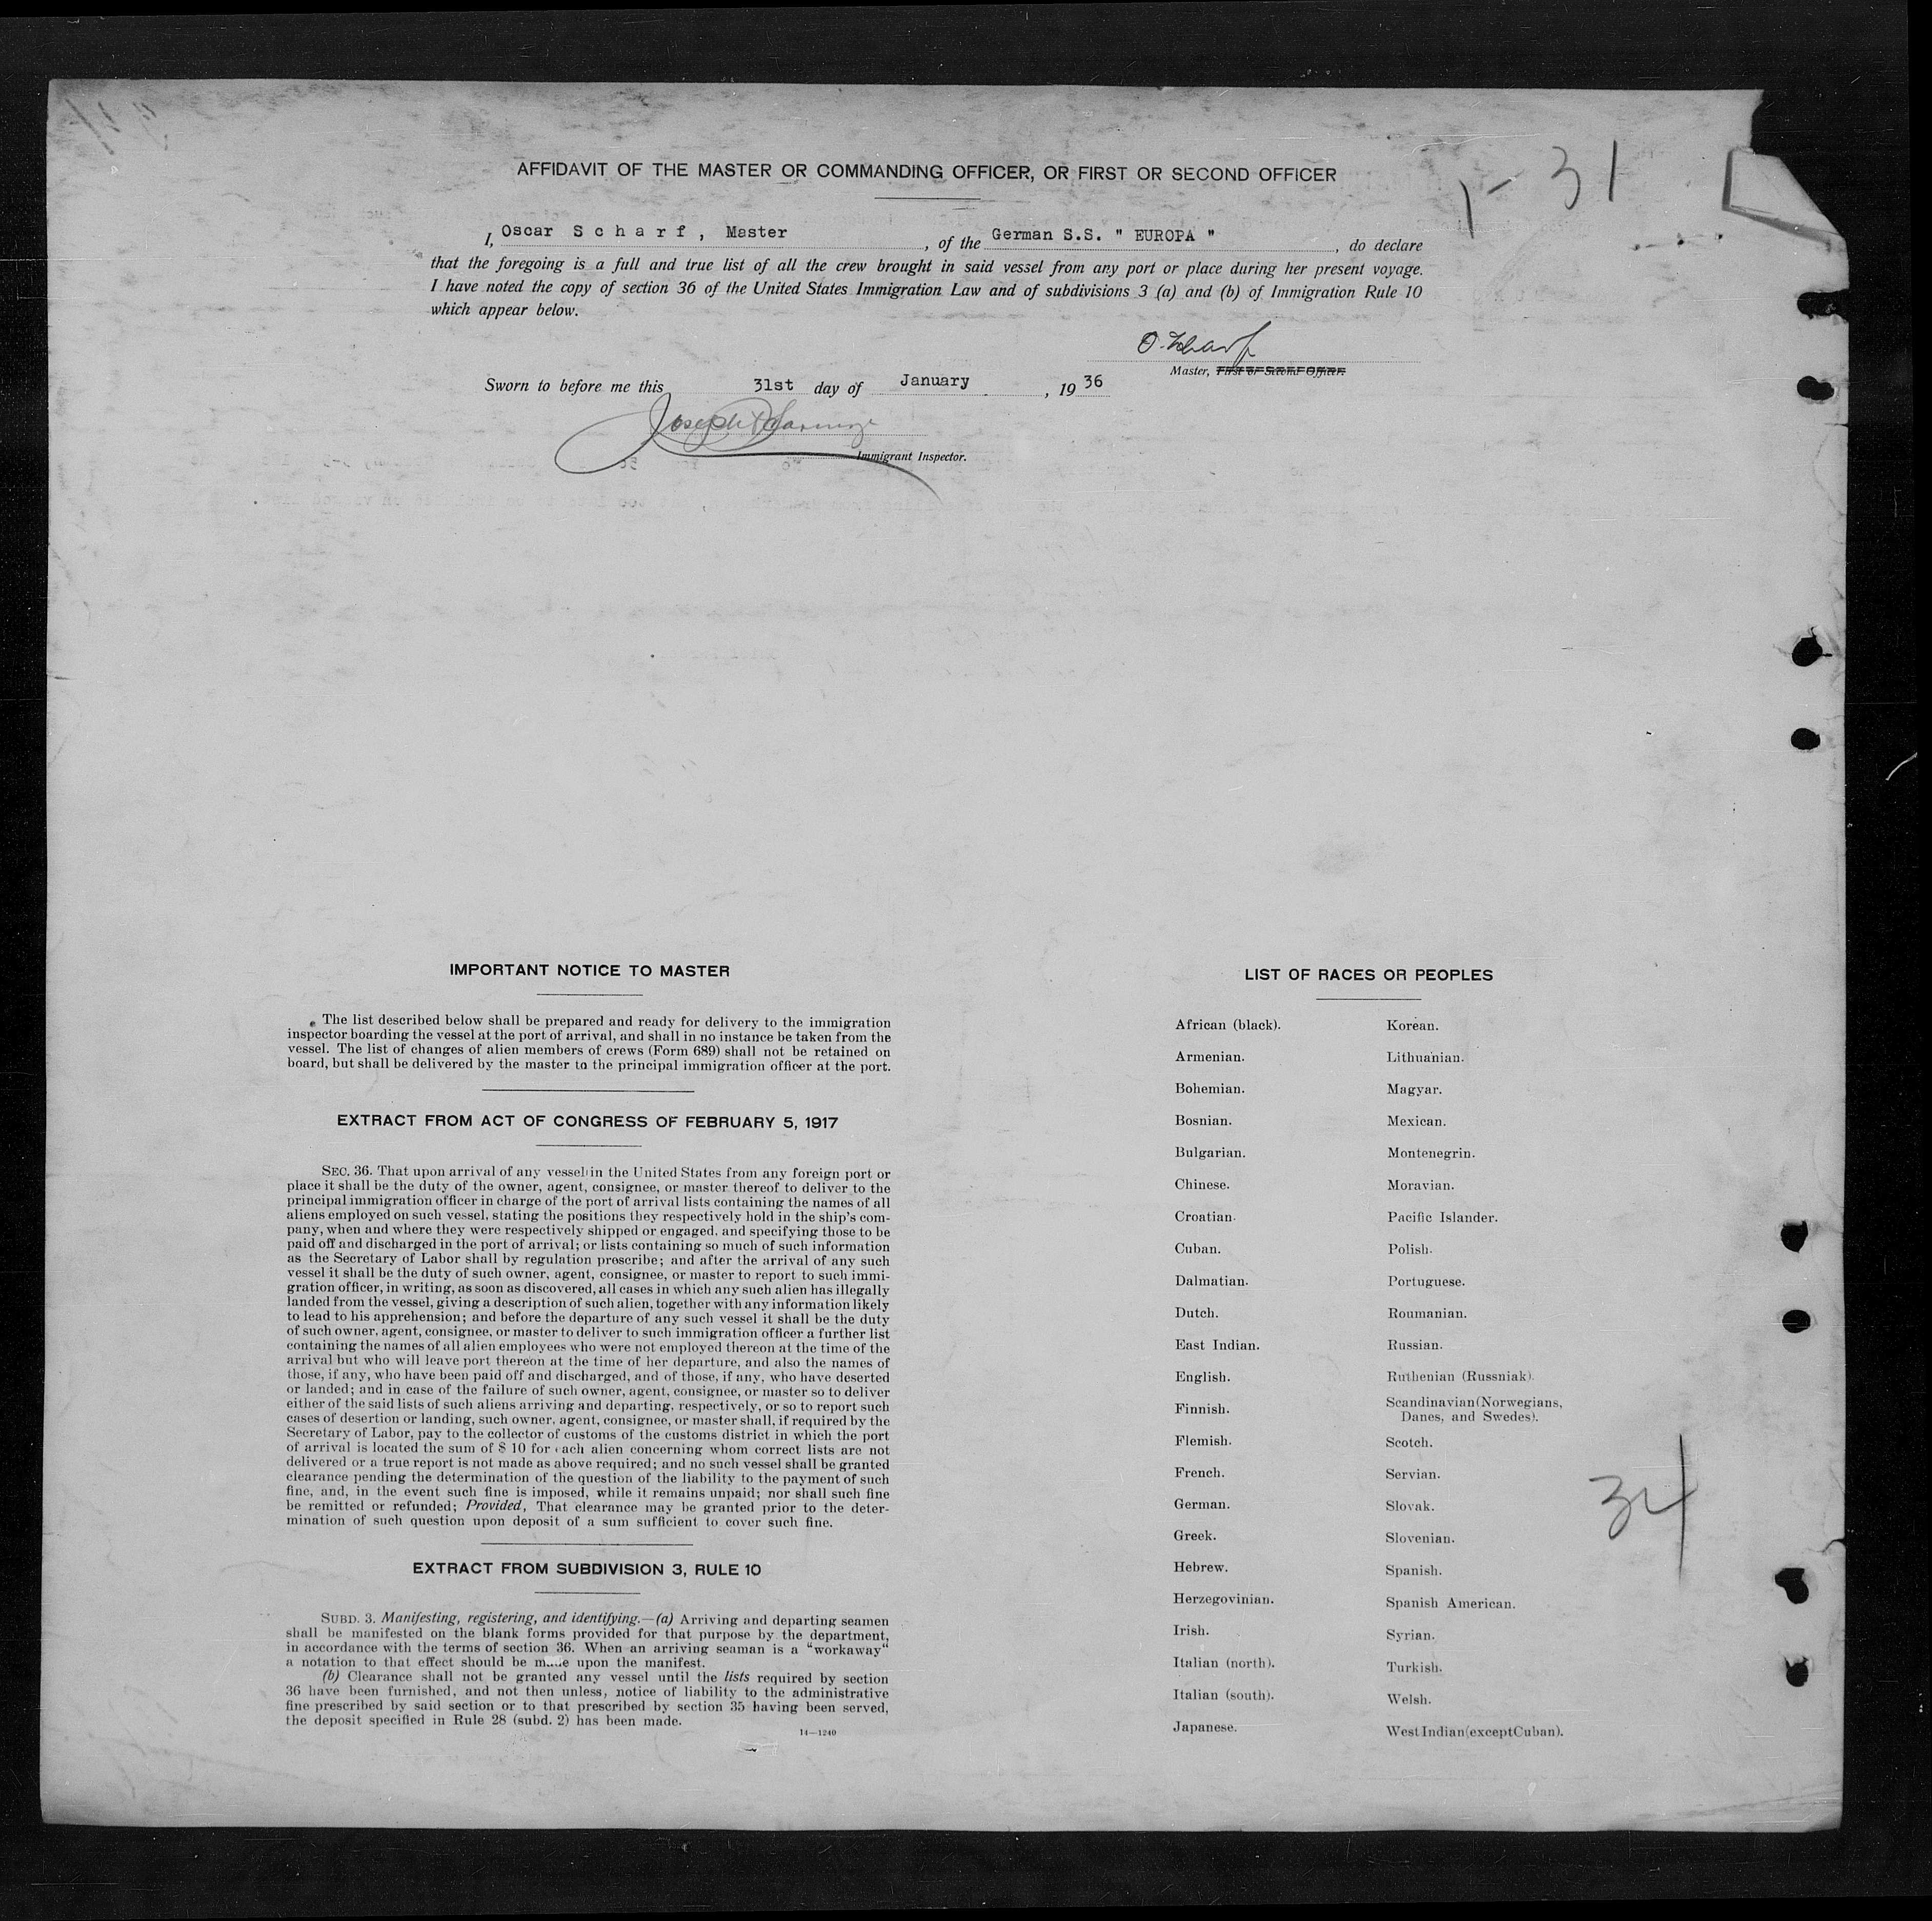 1-31
AFFIDAVIT OF THE MASTER OR COMMANDING OFFICER, OR FIRST OR SECOND OFFICER
I, Oscar S c h a r f , Master, of the German S.S. " EUROPA ", do declare
that the foregoing is a full and true list of all the crew brought in said vessel from any port or place during her present voyage.
I have noted the copy of section 36 of the United States Immigration Law and of subdivisions 3 (a) and (b) of Immigration Rule 10
which appear below.
O. Scharf
Master, First or Second Officer.
Sworn to before me this 31st day of January, 19 36
Joseph
Immigrant Inspector.
IMPORTANT NOTICE TO MASTER
The list described below shall be prepared and ready for delivery to the immigration
inspector boarding the vessel at the port of arrival, and shall in no instance be taken from the
vessel. The list of changes of alien members of crews (Form 689) shall not be retained on
board, but shall be delivered by the master to the principal immigration officer at the port.
EXTRACT FROM ACT OF CONGRESS OF FEBRUARY 5, 1917
SEC. 36. That upon arrival of any vessel in the United States from any foreign port or
place it shall be the duty of the owner, agent, consignee, or master thereof to deliver to the
principal immigration officer in charge of the port of arrival lists containing the names of all
aliens employed on such vessel, stating the positions they respectively hold in the ship's com-
pany, when and where they were respectively shipped or engaged, and specifying those to be
paid off and discharged in the port of arrival; or lists containing so much of such information
as the Secretary of Labor shall by regulation prescribe; and after the arrival of any such
vessel it shall be the duty of such owner, agent, consignee, or master to report to such immi-
gration officer, in writing, as soon as discovered, all cases in which any such alien has illegally
landed from the vessel, giving a description of such alien, together with any information likely
to lead to his apprehension; and before the departure of any such vessel it shall be the duty
of such owner, agent, consignee, or master to deliver to such immigration officer a further list
containing the names of all alien employees who were not employed thereon at the time of the
arrival but who will leave port thereon at the time of her departure, and also the names of
those, if any, who have been paid off and discharged, and of those, if any, who have deserted
or landed; and in case of the failure of such owner, agent, consignee, or master so to deliver
either of the said lists of such aliens arriving and departing, respectively, or so to report such
cases of desertion or landing, such owner, agent, consignee, or master shall, if required by the
Secretary of Labor, pay to the collector of customs of the customs district in which the port
of arrival is located the sum of $ 10 for each alien concerning whom correct lists are not
delivered or a true report is not made as above required; and no such vessel shall be granted
clearance pending the determination of the question of the liability to the payment of such
fine, and, in the event such fine is imposed, while it remains unpaid; nor shall such fine
be remitted or refunded; Provided, That clearance may be granted prior to the deter-
mination of such question upon deposit of a sum sufficient to cover such fine.
EXTRACT FROM SUBDIVISION 3, RULE 10
SUBD. 3. Manifesting, registering, and identifying.—(a) Arriving and departing seamen
shall be manifested on the blank forms provided for that purpose by the department,
in accordance with the terms of section 36. When an arriving seaman is a "workaway"
a notation to that effect should be made upon the manifest.
(b) Clearance shall not be granted any vessel until the lists required by section
36 have been furnished, and not then unless, notice of liability to the administrative
fine prescribed by said section or to that prescribed by section 35 having been served,
the deposit specified in Rule 28 (subd. 2) has been made.
14—1240
LIST OF RACES OR PEOPLES
African (black).
Armenian.
Bohemian.
Bosnian.
Bulgarian.
Chinese.
Croatian.
Cuban.
Dalmatian.
Dutch.
East Indian.
English.
Finnish.
Flemish.
French.
German.
Greek.
Hebrew.
Herzegovinian.
Irish.
Italian (north).
Italian (south).
Japanese.
Korean.
Lithuanian.
Magyar.
Mexican.
Montenegrin.
Moravian.
Pacific Islander.
Polish.
Portuguese.
Roumanian.
Russian.
Ruthenian (Russniak).
Scandinavian (Norwegians,
Danes, and Swedes).
Scotch.
Servian.
Slovak.
Slovenian.
Spanish.
Spanish American.
Syrian.
Turkish.
Welsh.
West Indian (except Cuban).
34